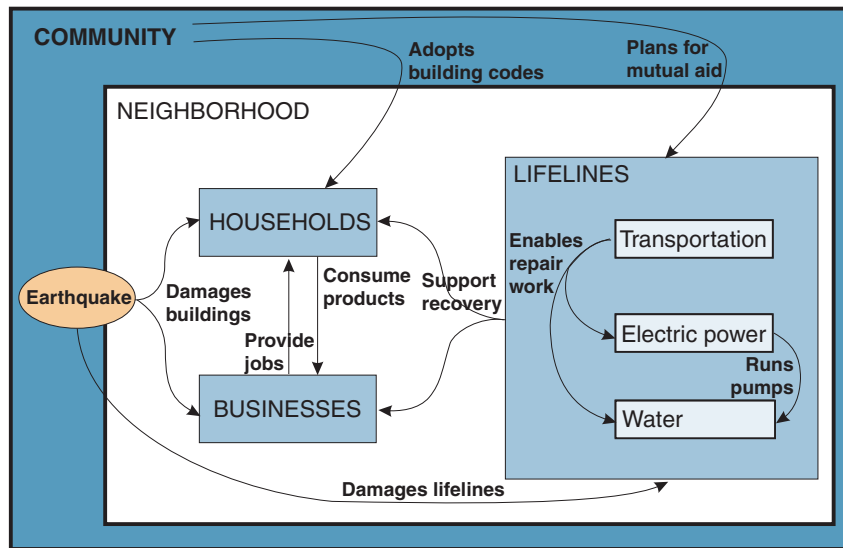 COMMUNITY
Adopts
building codes
Plans for
mutual aid
NEIGHBORHOOD
LIFELINES
HOUSEHOLDS
Transportation
Enables
repair
work
Earthquake
Damages
buildings
Consume
products
Support
recovery
Provide
jobs
Electric power
Runs
pumps
BUSINESSES
Water
Damages lifelines